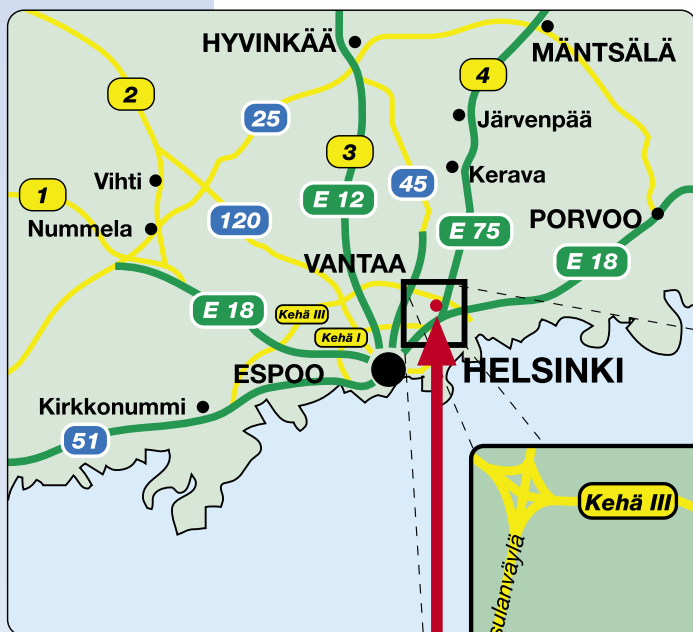 HYVINKÄÄ
MÄNTSÄLÄ
4
2
25
Järvenpää
3
Vihti
45
Kerava
1
E 12
120
PORVOO
Nummela
E 75
VANTAA
E 18
E 18
Kehä III
Kehä I
ESPOO
HELSINKI
Kirkkonummi
51
Kehä III
sulanväylä